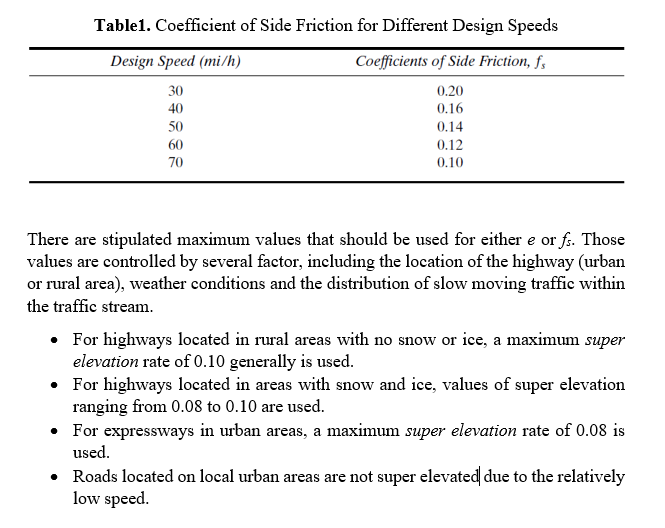 Table1. Coefficient of Side Friction for Different Design Speeds
Design Speed (mi/h) Coefficients of Side Friction, fs
30 0.20
40 0.16
50 0.14
60 0.12
70 0.10
There are stipulated maximum values that should be used for either e or fs. Those
values are controlled by several factor, including the location of the highway (urban
or rural area), weather conditions and the distribution of slow moving traffic within
the traffic stream.
• For highways located in rural areas with no snow or ice, a maximum super
elevation rate of 0.10 generally is used.
• For highways located in areas with snow and ice, values of super elevation
ranging from 0.08 to 0.10 are used.
• For expressways in urban areas, a maximum super elevation rate of 0.08 is
used.
• Roads located on local urban areas are not super elevated due to the relatively
low speed.